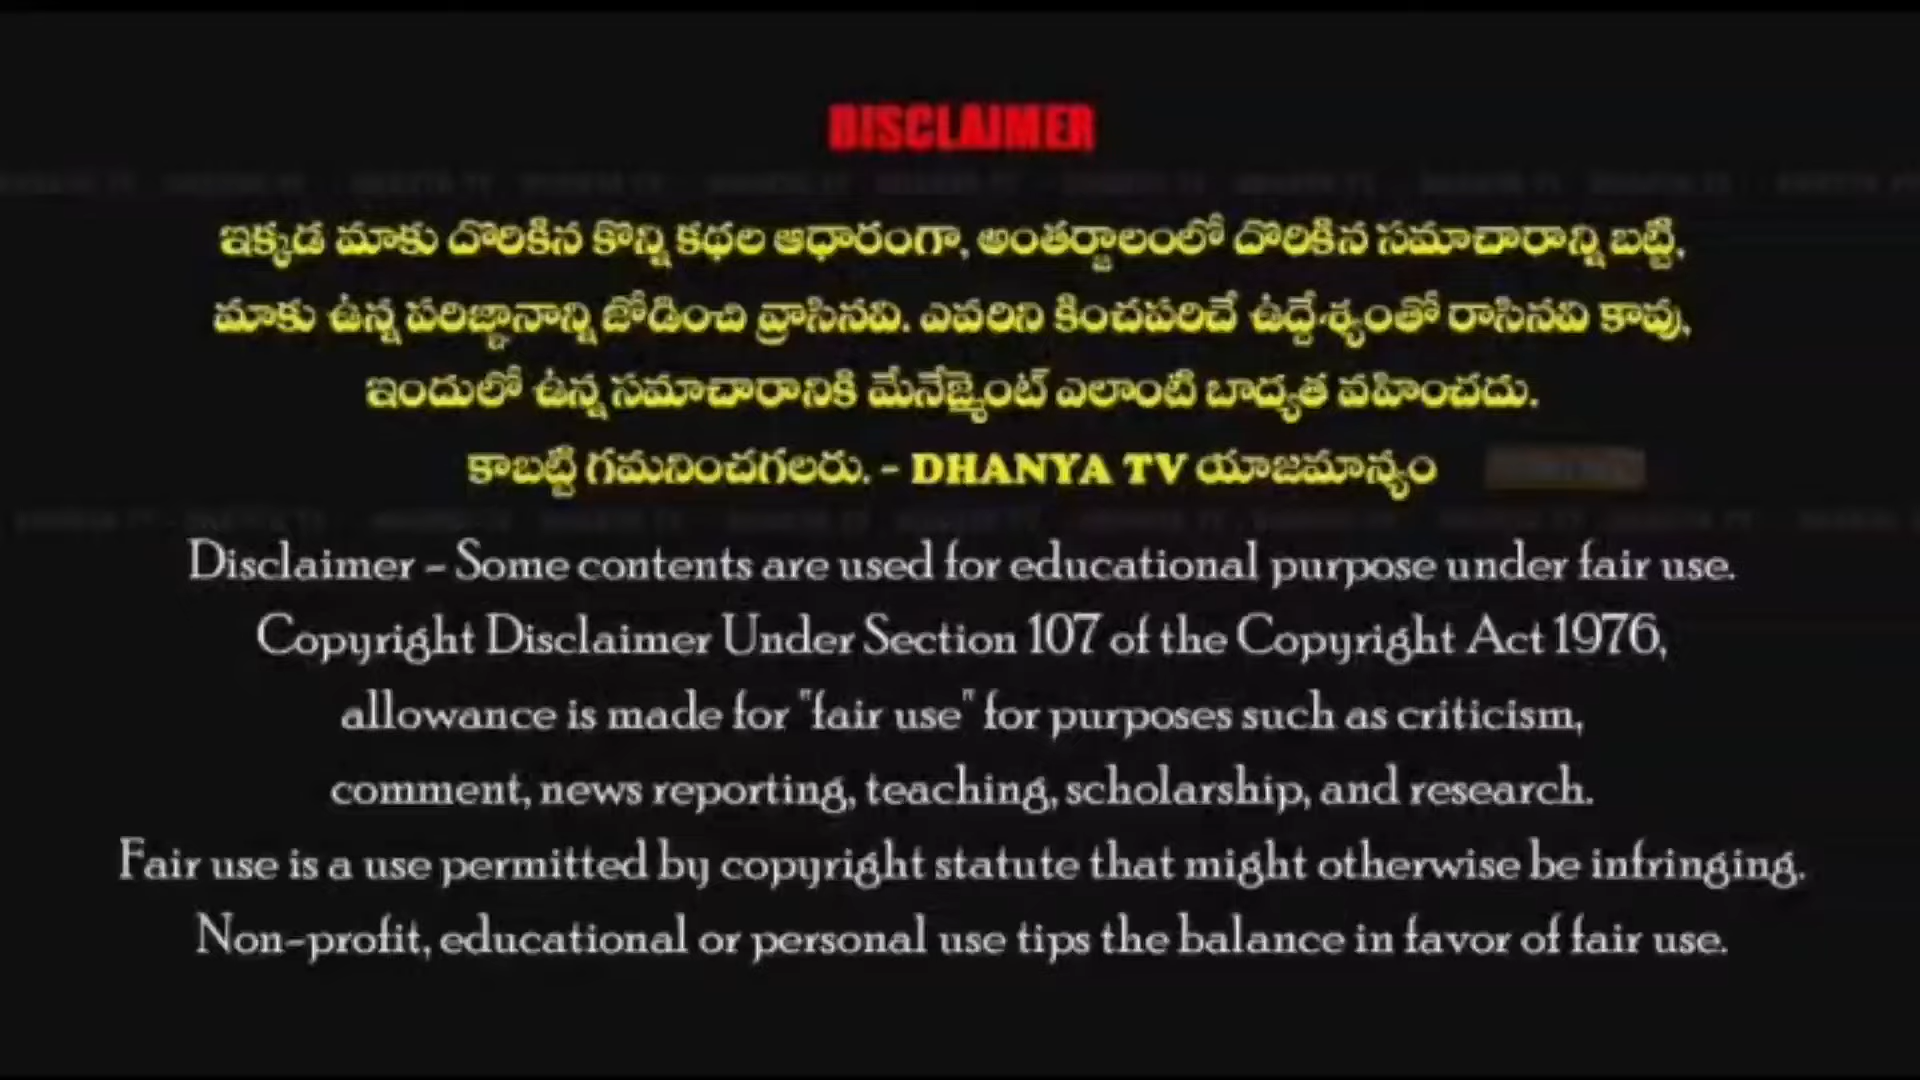 DISCLAIMER
ఇక్కడ మాకు దొరికిన కొన్ని కథల ఆధారంగా, అంతర్జాలంలో దొరికిన సమాచారాన్ని బట్టి,
మాకు ఉన్న పరిజ్ఞానాన్ని జోడించి వ్రాసినవి. ఎవరిని కించపరిచే ఉద్దేశ్యంతో రాసినవి కావు,
ఇందులో ఉన్న సమాచారానికి మేనేజ్మెంట్ ఎలాంటి బాద్యత వహించదు.
కాబట్టి గమనించగలరు. - DHANYA TV యాజమాన్యం
Disclaimer - Some contents are used for educational purpose under fair use.
Copyright Disclaimer Under Section 107 of the Copyright Act 1976,
allowance is made for "fair use" for purposes such as criticism,
comment, news reporting, teaching, scholarship, and research.
Fair use is a use permitted by copyright statute that might otherwise be infringing.
Non-profit, educational or personal use tips the balance in favor of fair use.